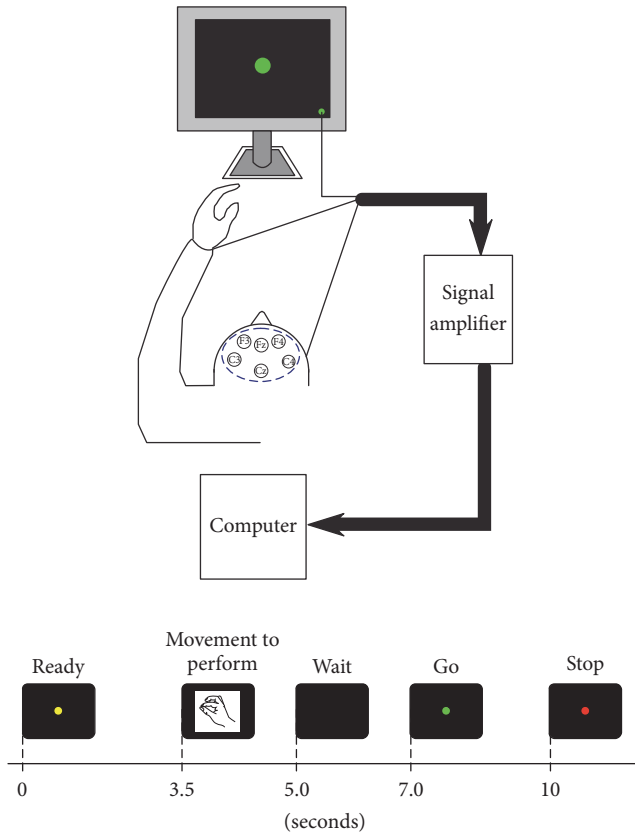 Signal
amplifier
F3 Fz F4
C3 Cz C4
Computer
Movement to
Ready perform Wait Go Stop
0 3.5 5.0 7.0 10
(seconds)